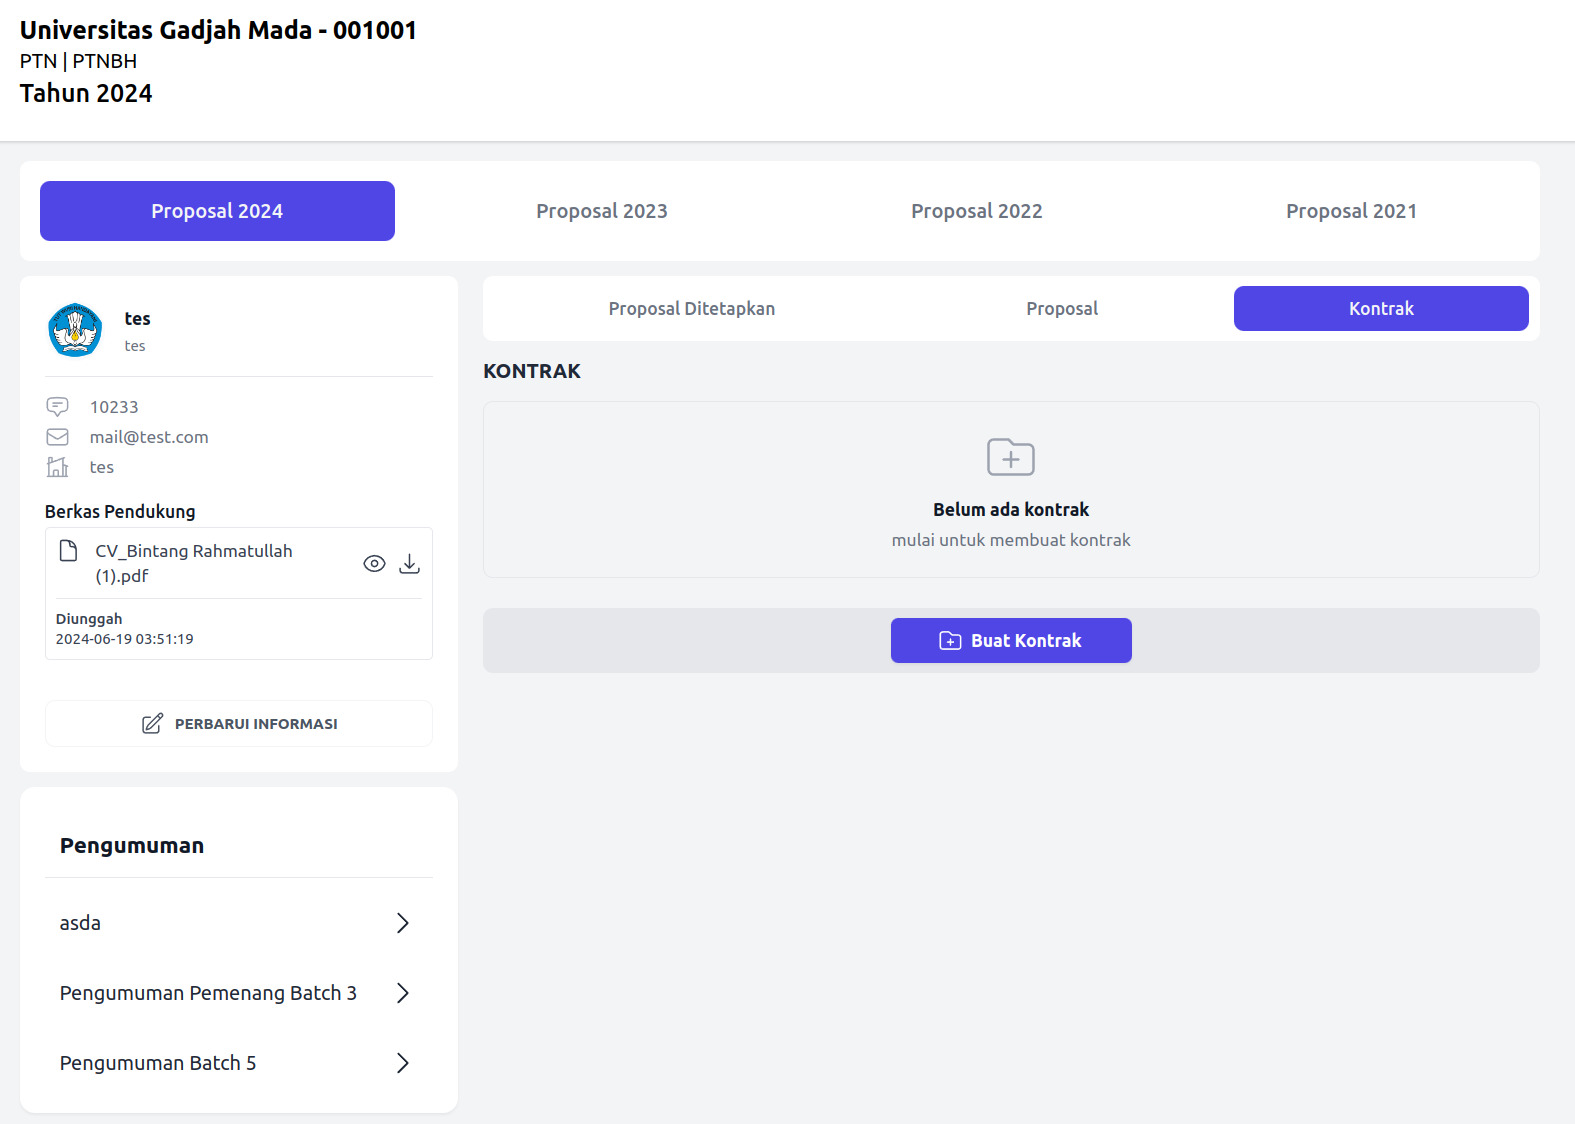 Universitas Gadjah Mada - 001001
PTN | PTNBH
Tahun 2024
Proposal 2024
Proposal 2023
Proposal 2022
Proposal 2021
tes
tes
10233
mail@test.com
tes
Berkas Pendukung
CV_Bintang Rahmatullah
(1).pdf
Diunggah
2024-06-19 03:51:19
PERBARUI INFORMASI
Pengumuman
asda
Pengumuman Pemenang Batch 3
Pengumuman Batch 5
Proposal Ditetapkan
Proposal
Kontrak
KONTRAK
Belum ada kontrak
mulai untuk membuat kontrak
Buat Kontrak